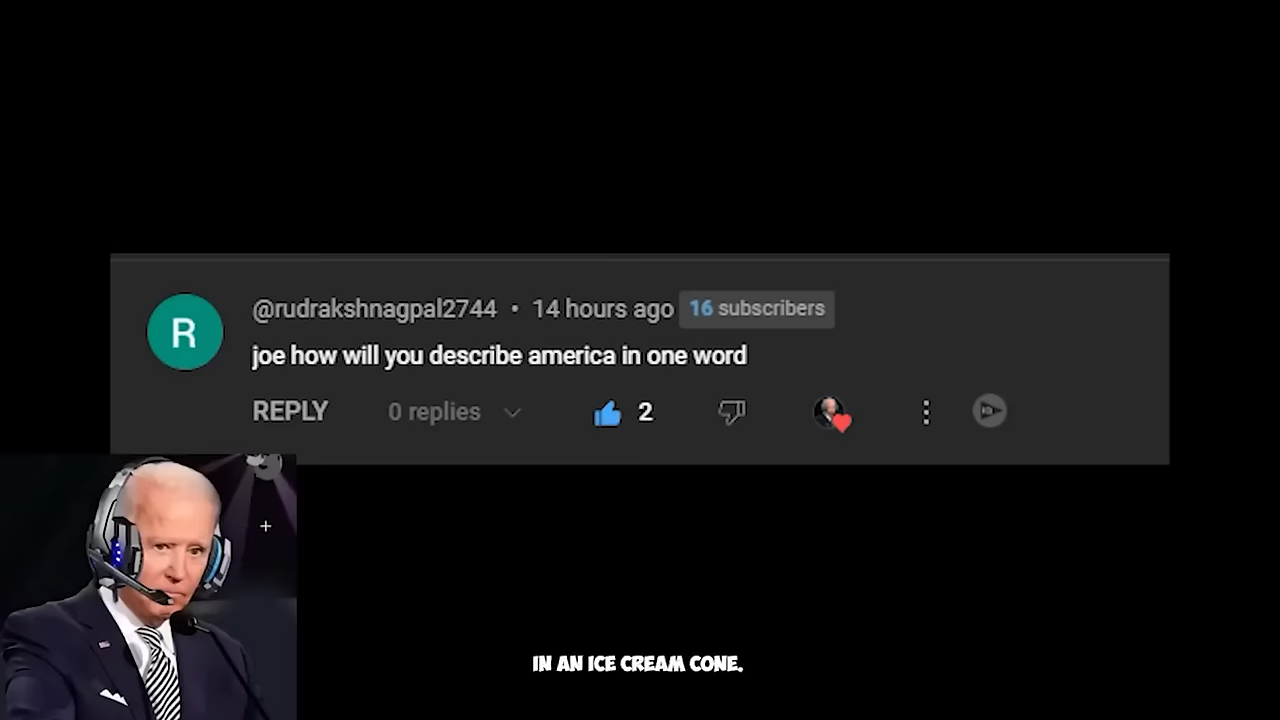 R
@rudrakshnagpal2744 • 14 hours ago 16 subscribers
joe how will you describe america in one word
REPLY 0 replies 2
IN AN ICE CREAM CONE.